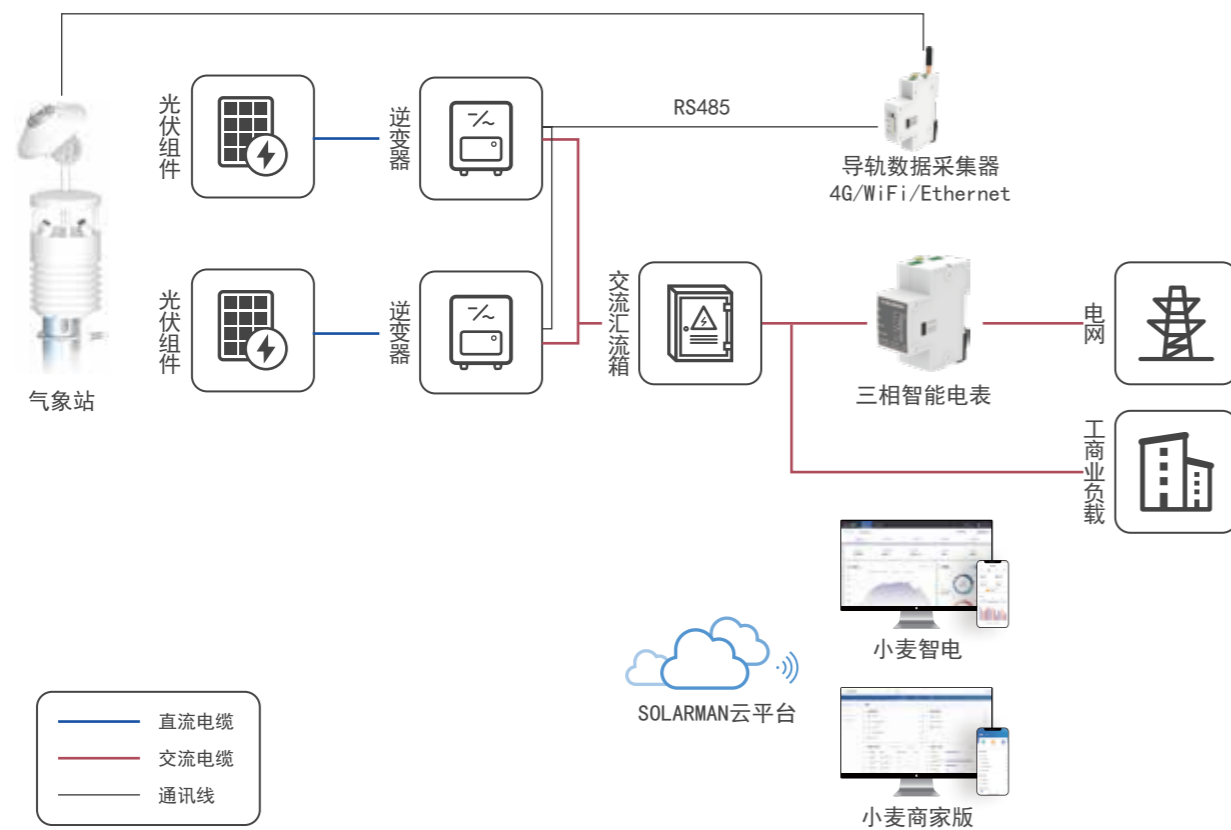 RS485
光伏组件
逆变器
导轨数据采集器
4G/WiFi/Ethernet
光伏组件
逆变器
交流汇流箱
电网
气象站
三相智能电表
工商业负载
小麦智电
SOLARMAN云平台
直流电缆
交流电缆
通讯线
小麦商家版